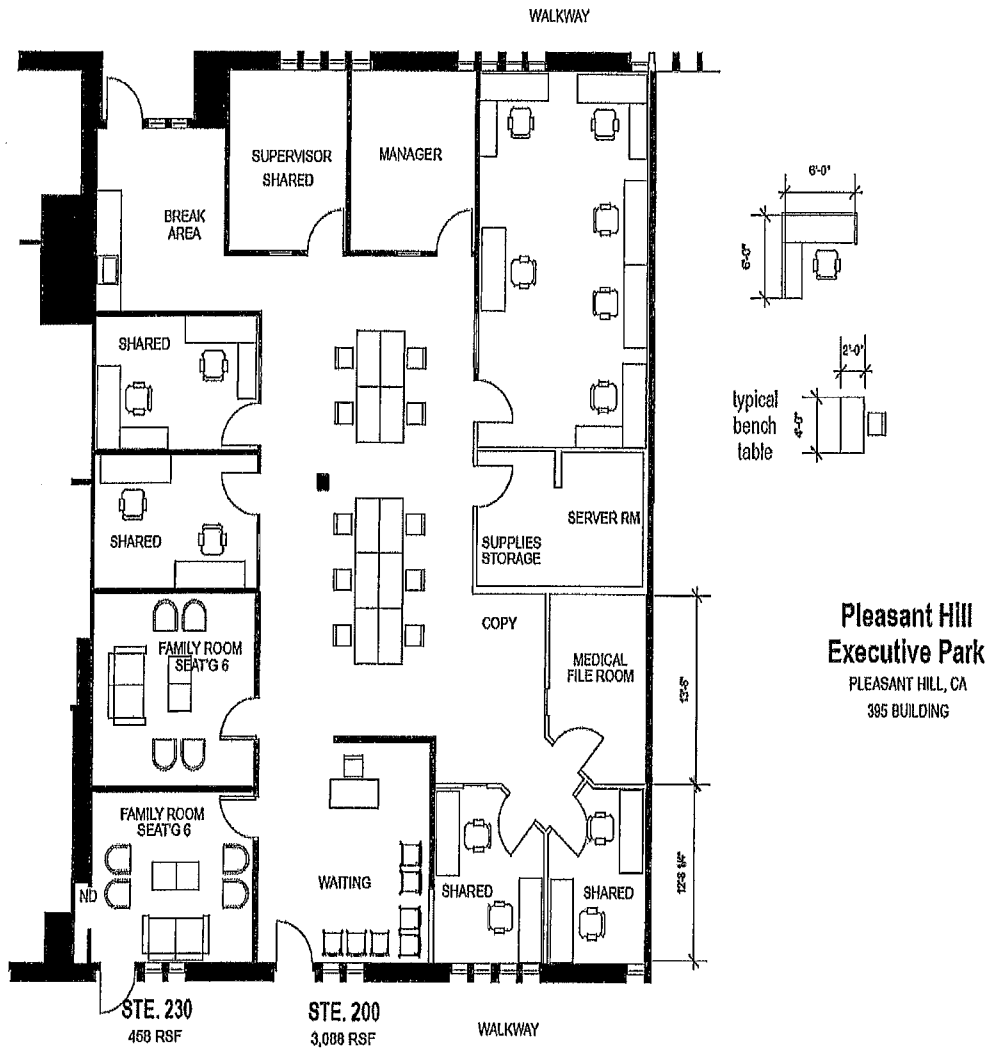 WALKWAY
SUPERVISOR
SHARED
MANAGER
BREAK
AREA
6'-0"
6'-0"
SHARED
2'-0"
typical
bench
table
4'-0"
SHARED
SERVER RM
SUPPLIES
STORAGE
COPY
FAMILY ROOM
SEAT'G 6
MEDICAL
FILE ROOM
13'-6"
Pleasant Hill
Executive Park
PLEASANT HILL, CA
395 BUILDING
FAMILY ROOM
SEAT'G 6
WAITING
SHARED
SHARED
12'-8 1/4"
ND
STE. 230
458 RSF
STE. 200
3,088 RSF
WALKWAY